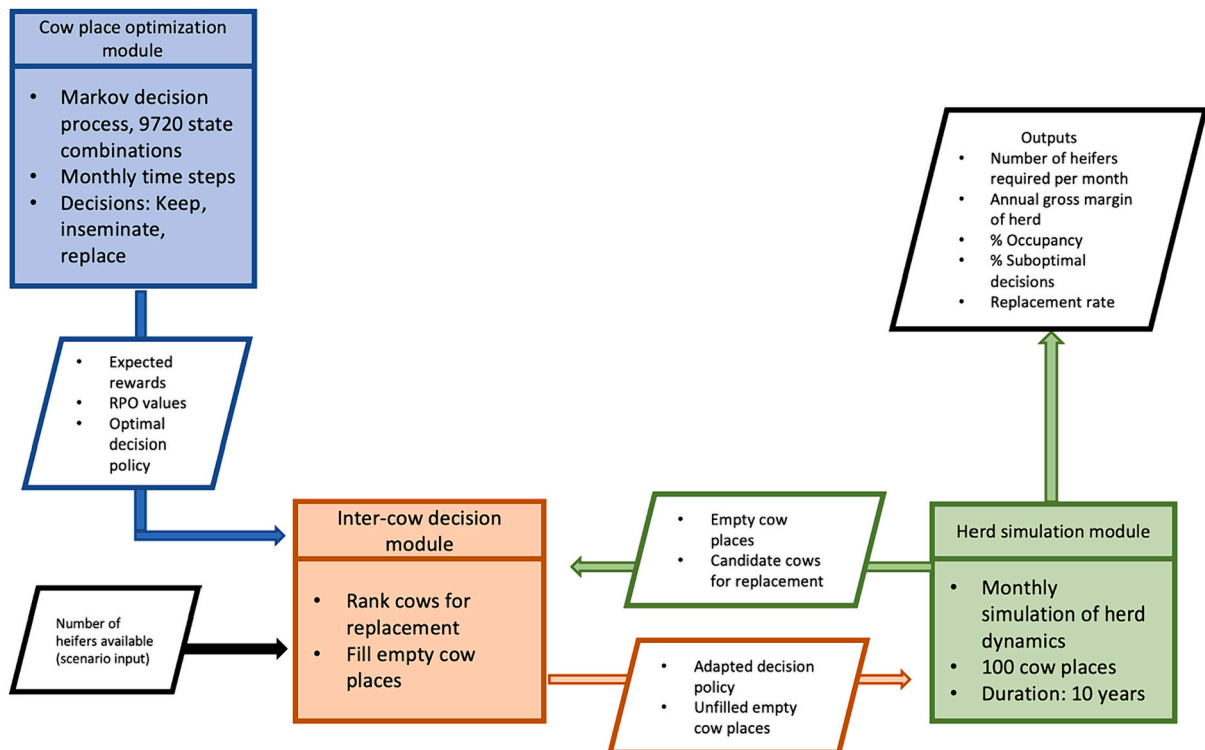 Cow place optimization
module
• Markov decision
process, 9720 state
combinations
• Monthly time steps
• Decisions: Keep,
inseminate,
replace
• Expected
rewards
• RPO values
• Optimal
decision
policy
Number of
heifers available
(scenario input)
Inter-cow decision
module
• Rank cows for
replacement
• Fill empty cow
places
• Empty cow
places
• Candidate cows
for replacement
• Adapted decision
policy
• Unfilled empty
cow places
Herd simulation module
• Monthly
simulation of herd
dynamics
• 100 cow places
• Duration: 10 years
Outputs
• Number of heifers
required per month
• Annual gross margin
of herd
• % Occupancy
• % Suboptimal
decisions
• Replacement rate